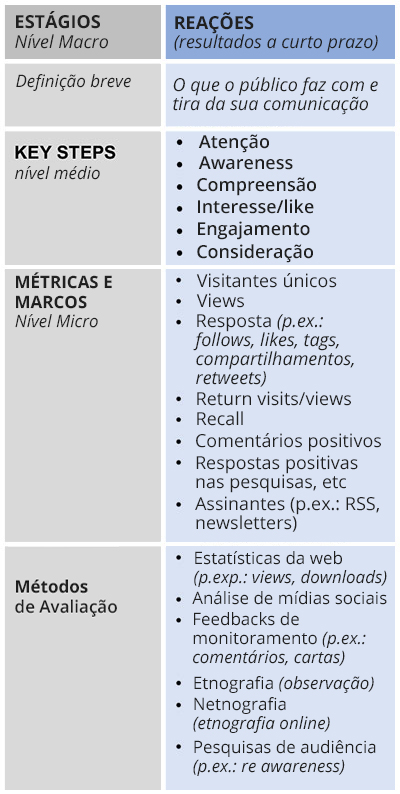 ESTÁGIOS
Nível Macro
REAÇÕES
(resultados a curto prazo)
Definição breve
O que o público faz com e
tira da sua comunicação
KEY STEPS
nível médio
• Atenção
• Awareness
• Compreensão
• Interesse/like
• Engajamento
• Consideração
MÉTRICAS E
MARCOS
Nível Micro
• Visitantes únicos
• Views
• Resposta (p.ex.:
follows, likes, tags,
compartilhamentos,
retweets)
• Return visits/views
• Recall
• Comentários positivos
• Respostas positivas
nas pesquisas, etc
• Assinantes (p.ex.: RSS,
newsletters)
Métodos
de Avaliação
• Estatísticas da web
(p.exp.: views, downloads)
• Análise de mídias sociais
• Feedbacks de
monitoramento (p.ex.:
comentários, cartas)
• Etnografia (observação)
• Netnografia
(etnografia online)
• Pesquisas de audiência
(p.ex.: re awareness)